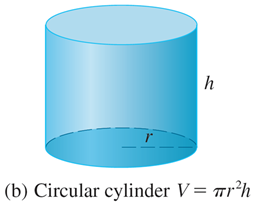 h
r
(b) Circular cylinder V = πr²h